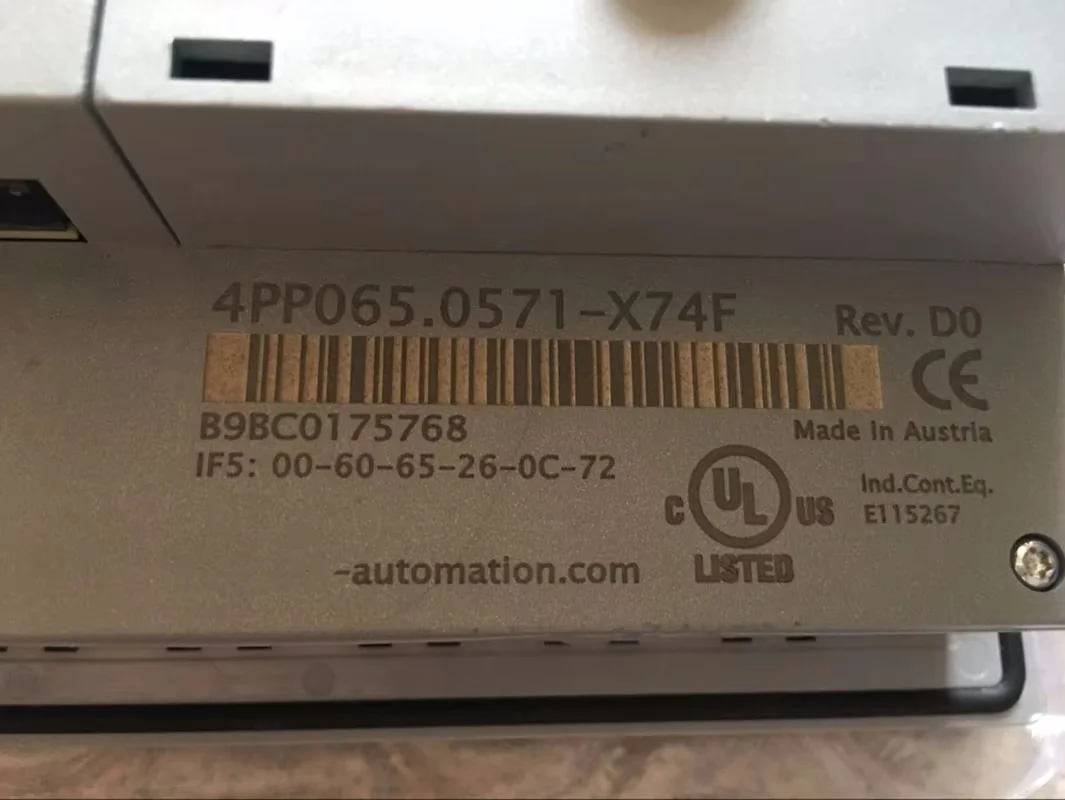 4PP065.0571-X74F Rev. D0
CE
B9BC0175768 Made in Austria
IF5: 00-60-65-26-0C-72
C UL US Ind.Cont.Eq.
E115267
LISTED
-automation.com